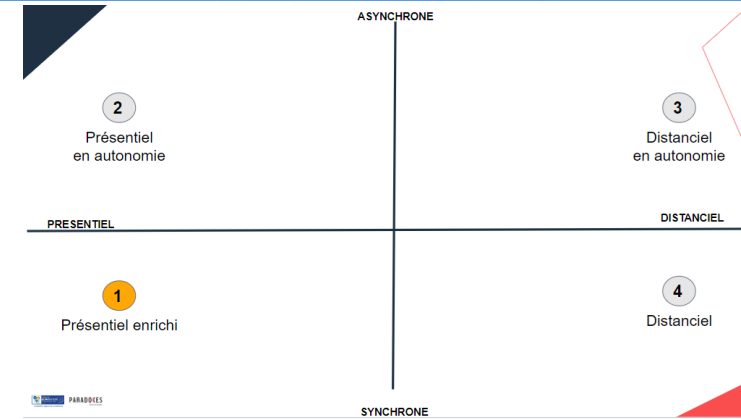 ASYNCHRONE
2
Présentiel
en autonomie
3
Distanciel
en autonomie
PRESENTIEL
DISTANCIEL
1
Présentiel enrichi
4
Distanciel
PARADOXES
SYNCHRONE